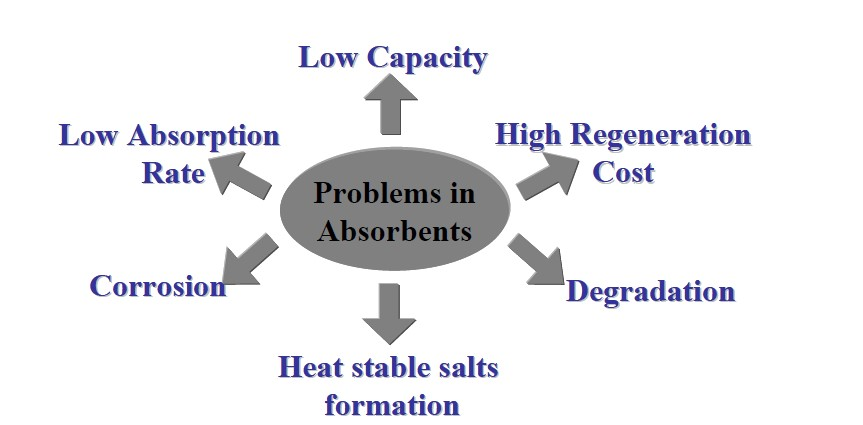 Low Capacity
Low Absorption
Rate
High Regeneration
Cost
Problems in
Absorbents
Corrosion
Degradation
Heat stable salts
formation